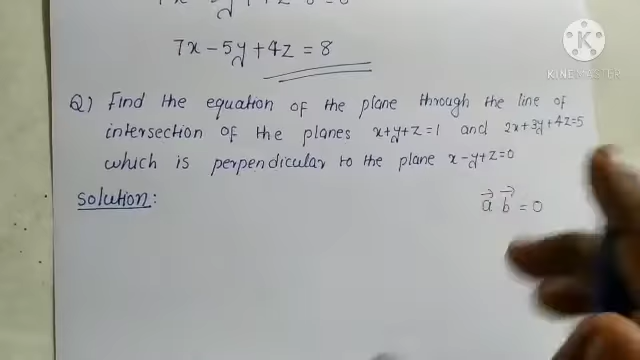 7x-5y+4z=8
Q) Find the equation of the plane through the line of
intersection of the planes x+y+z=1 and 2x+3y+4z=5
which is perpendicular to the plane x-y+z=0
Solution:
a⃗ b⃗ = 0
KINEMASTER